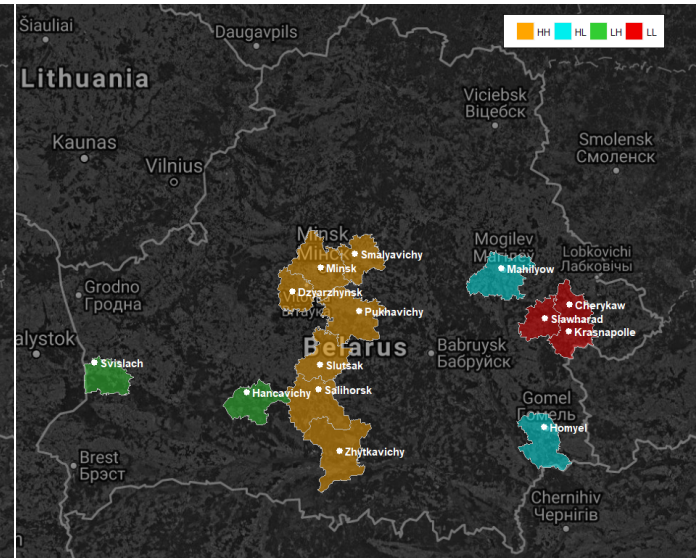 Šiauliai
Daugavpils
HH HL LH LL
Lithuania
Viciebsk
Віцебск
Kaunas
Smolensk
Смоленск
Vilnius
Minsk
Мінск
Smalyavichy
Minsk
Mogilev
Магілёў
Mahilyow
Lobkovichi
Лабковічы
Grodno
Гродна
Dzyarzhynsk
Pukhavichy
Cherykaw
Slawharad
Krasnapolle
alystok
Belarus
Babruysk
Бабруйск
Svislach
Slutsak
Hancavichy
Salihorsk
Gomel
Гомель
Homyel
Zhytkavichy
Brest
Брэст
Chernihiv
Чернігів
n